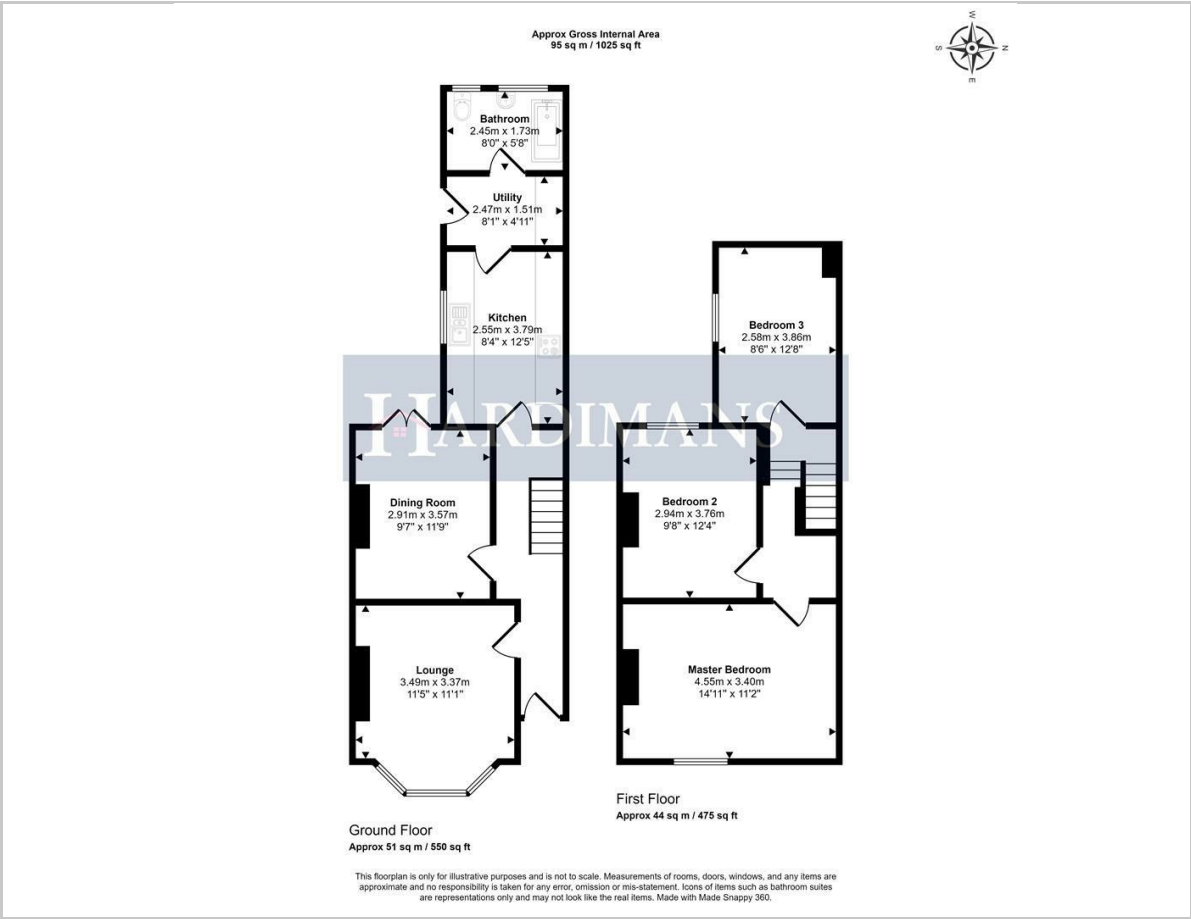 Approx Gross Internal Area
95 sq m / 1025 sq ft
W
S
N
E
Bathroom
2.45m x 1.73m
8'0" x 5'8"
Utility
2.47m x 1.51m
8'1" x 4'11"
Kitchen
2.55m x 3.79m
8'4" x 12'5"
Bedroom 3
2.58m x 3.86m
8'6" x 12'8"
HARDIMANS
Dining Room
2.91m x 3.57m
9'7" x 11'9"
Bedroom 2
2.94m x 3.76m
9'8" x 12'4"
Lounge
3.49m x 3.37m
11'5" x 11'1"
Master Bedroom
4.55m x 3.40m
14'11" x 11'2"
First Floor
Approx 44 sq m / 475 sq ft
Ground Floor
Approx 51 sq m / 550 sq ft
This floorplan is only for illustrative purposes and is not to scale. Measurements of rooms, doors, windows, and any items are
approximate and no responsibility is taken for any error, omission or mis-statement. Icons of items such as bathroom suites
are representations only and may not look like the real items. Made with Made Snappy 360.